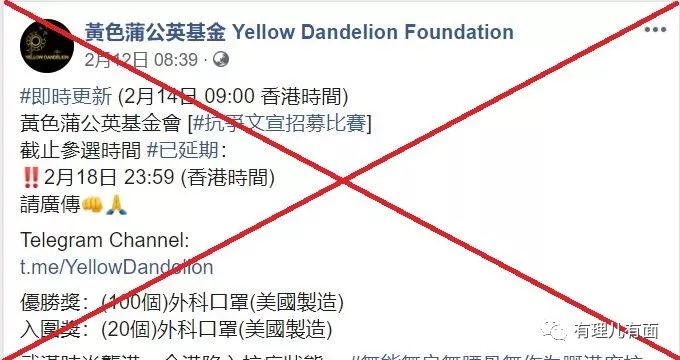 黃色蒲公英基金 Yellow Dandelion Foundation
YELLOW DANDELION
2月12日 08:39 ·
#即時更新 (2月14日 09:00 香港時間)
黃色蒲公英基金會 [#抗爭文宣招募比賽]
截止參選時間 #已延期：
‼️2月18日 23:59 (香港時間)
請廣傳👊🙏
Telegram Channel:
t.me/YellowDandelion
優勝獎：(100個)外科口罩(美國製造)
入圍獎：(20個)外科口罩(美國製造)
有理儿有面